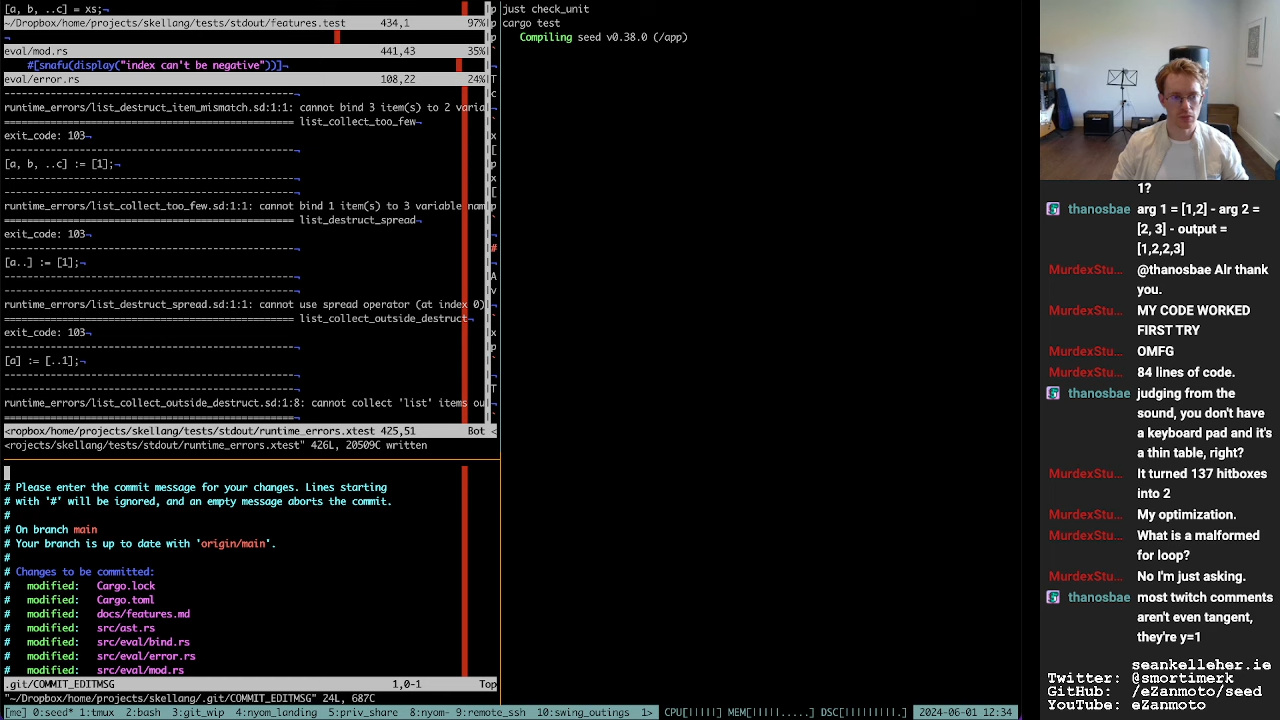 [a, b, ..c] = xs;¬
~/Dropbox/home/projects/skellang/tests/stdout/features.test 434,1 97%
¬
eval/mod.rs 441,43 35%
#[snafu(display("index can't be negative"))]¬
eval/error.rs 108,22 24%
--------------------------------------------------¬
runtime_errors/list_destruct_item_mismatch.sd:1:1: cannot bind 3 item(s) to 2 varia
================================================== list_collect_too_few¬
exit_code: 103¬
--------------------------------------------------¬
[a, b, ..c] := [1];¬
--------------------------------------------------¬
--------------------------------------------------¬
runtime_errors/list_collect_too_few.sd:1:1: cannot bind 1 item(s) to 3 variable nam
================================================== list_destruct_spread¬
exit_code: 103¬
--------------------------------------------------¬
[a..] := [1];¬
--------------------------------------------------¬
--------------------------------------------------¬
runtime_errors/list_destruct_spread.sd:1:1: cannot use spread operator (at index 0)
================================================== list_collect_outside_destruct¬
exit_code: 103¬
--------------------------------------------------¬
[a] := [..1];¬
--------------------------------------------------¬
--------------------------------------------------¬
runtime_errors/list_collect_outside_destruct.sd:1:8: cannot collect 'list' items ou
==================================================¬
<ropbox/home/projects/skellang/tests/stdout/runtime_errors.xtest 425,51 Bot <
<rojects/skellang/tests/stdout/runtime_errors.xtest" 426L, 20509C written
# Please enter the commit message for your changes. Lines starting
# with '#' will be ignored, and an empty message aborts the commit.
#
# On branch main
# Your branch is up to date with 'origin/main'.
#
# Changes to be committed:
# modified: Cargo.lock
# modified: Cargo.toml
# modified: docs/features.md
# modified: src/ast.rs
# modified: src/eval/bind.rs
# modified: src/eval/error.rs
# modified: src/eval/mod.rs
.git/COMMIT_EDITMSG 1,0-1 Top
"~/Dropbox/home/projects/skellang/.git/COMMIT_EDITMSG" 24L, 687C
just check_unit
cargo test
Compiling seed v0.38.0 (/app)
1?
thanosbae arg 1 = [1,2] - arg 2 =
[2, 3] - output =
[1,2,2,3]
MurdexStu... @thanosbae Alr thank
you.
MurdexStu... MY CODE WORKED
FIRST TRY
MurdexStu... OMFG
MurdexStu... 84 lines of code.
thanosbae judging from the
sound, you don't have
a keyboard pad and it's
a thin table, right?
MurdexStu... It turned 137 hitboxes
into 2
MurdexStu... My optimization.
MurdexStu... What is a malformed
for loop?
MurdexStu... No I'm just asking.
thanosbae most twitch comments
aren't even tangent,
they're y=1
seankelleher.ie
Twitter: @smortimerk
GitHub: ezanmoto/seed
[me] 0:seed* 1:tmux 2:bash 3:git_wip 4:nyom_landing 5:priv_share 8:nyom- 9:remote_ssh 10:swing_outings 1> CPU[|||||] MEM[|||||.....] DSC[|||||||||.] 2024-06-01 12:34